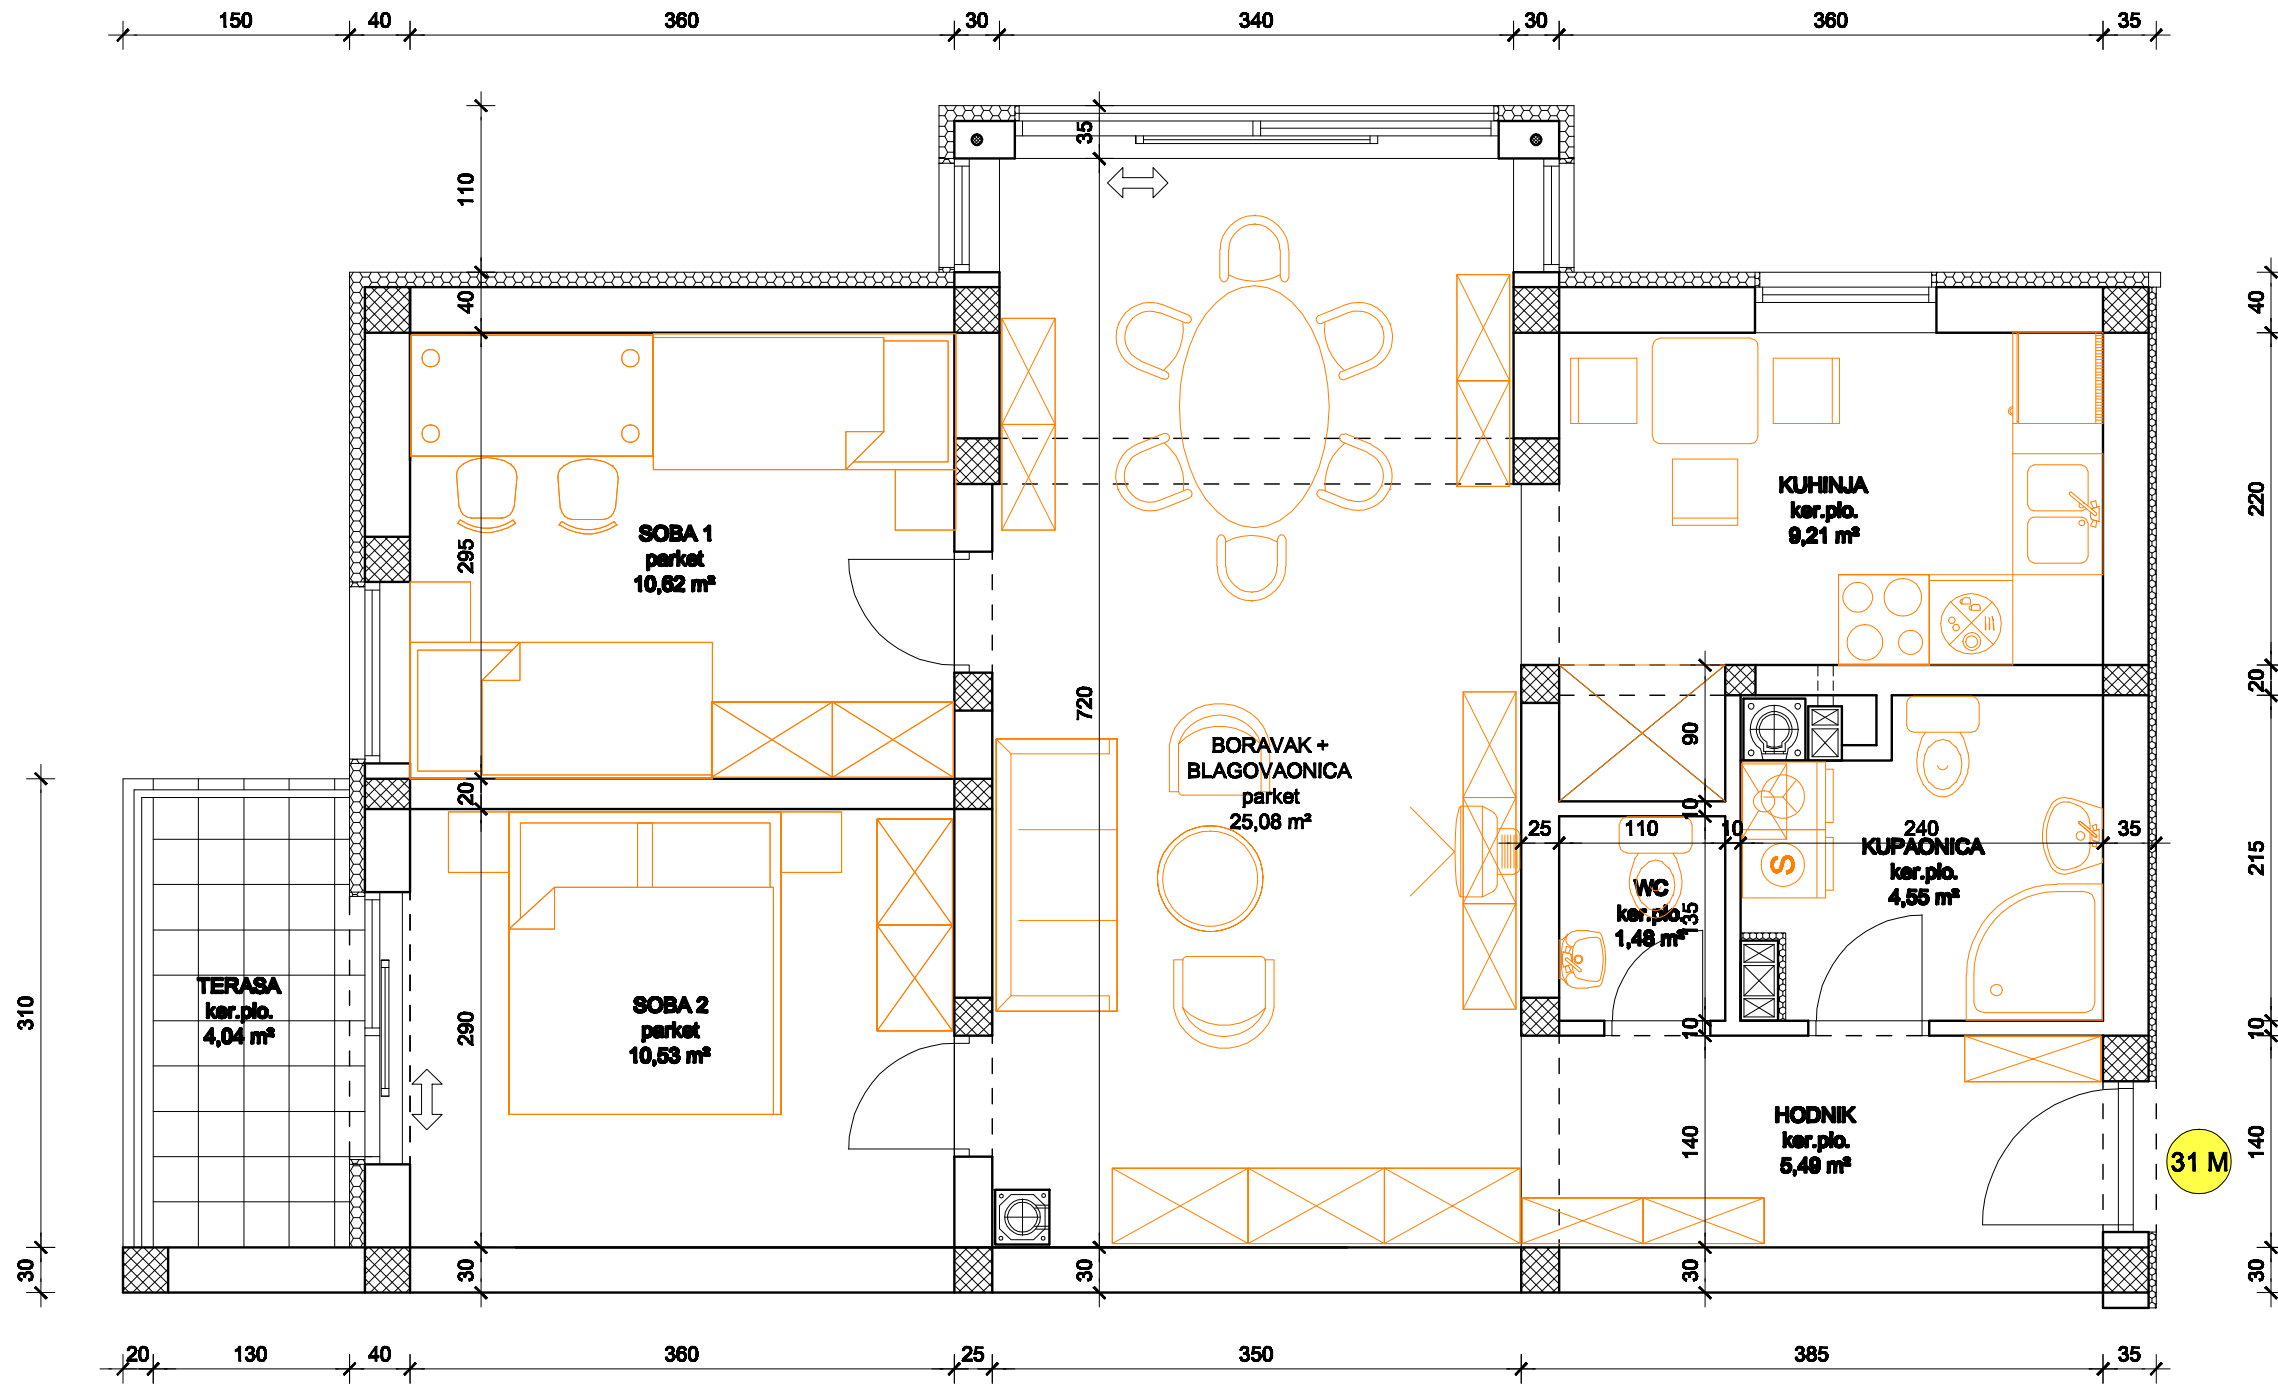 150 40 360 30 340 30 360 35
35
110
40
40
SOBA 1
parket
10,62 m²
295
KUHINJA
ker.plo.
9,21 m²
220
20
720
BORAVAK +
BLAGOVAONICA
parket
25,08 m²
90
20
10
25 110 10 240 35
KUPAONICA
ker.plo.
4,55 m²
215
S
WC
ker.plo.
1,48 m²
135
TERASA
ker.plo.
4,04 m²
310
SOBA 2
parket
10,53 m²
290
10
10
HODNIK
ker.plo.
5,49 m²
140
140
31 M
30
30
30
30
30
20 130 40 360 25 350 385 35